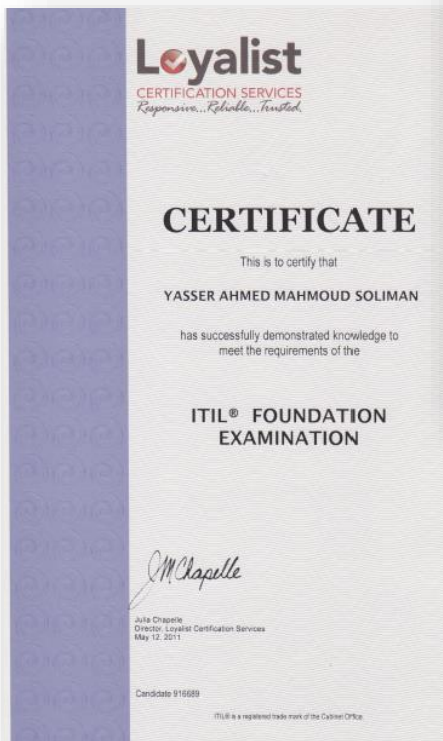 Loyalist
CERTIFICATION SERVICES
Responsive...Reliable...Trusted.
CERTIFICATE
This is to certify that
YASSER AHMED MAHMOUD SOLIMAN
has successfully demonstrated knowledge to
meet the requirements of the
ITIL® FOUNDATION
EXAMINATION
JMChapelle
Julia Chapelle
Director, Loyalist Certification Services
May 12, 2011
Candidate 916689
ITIL® is a registered trade mark of the Cabinet Office.